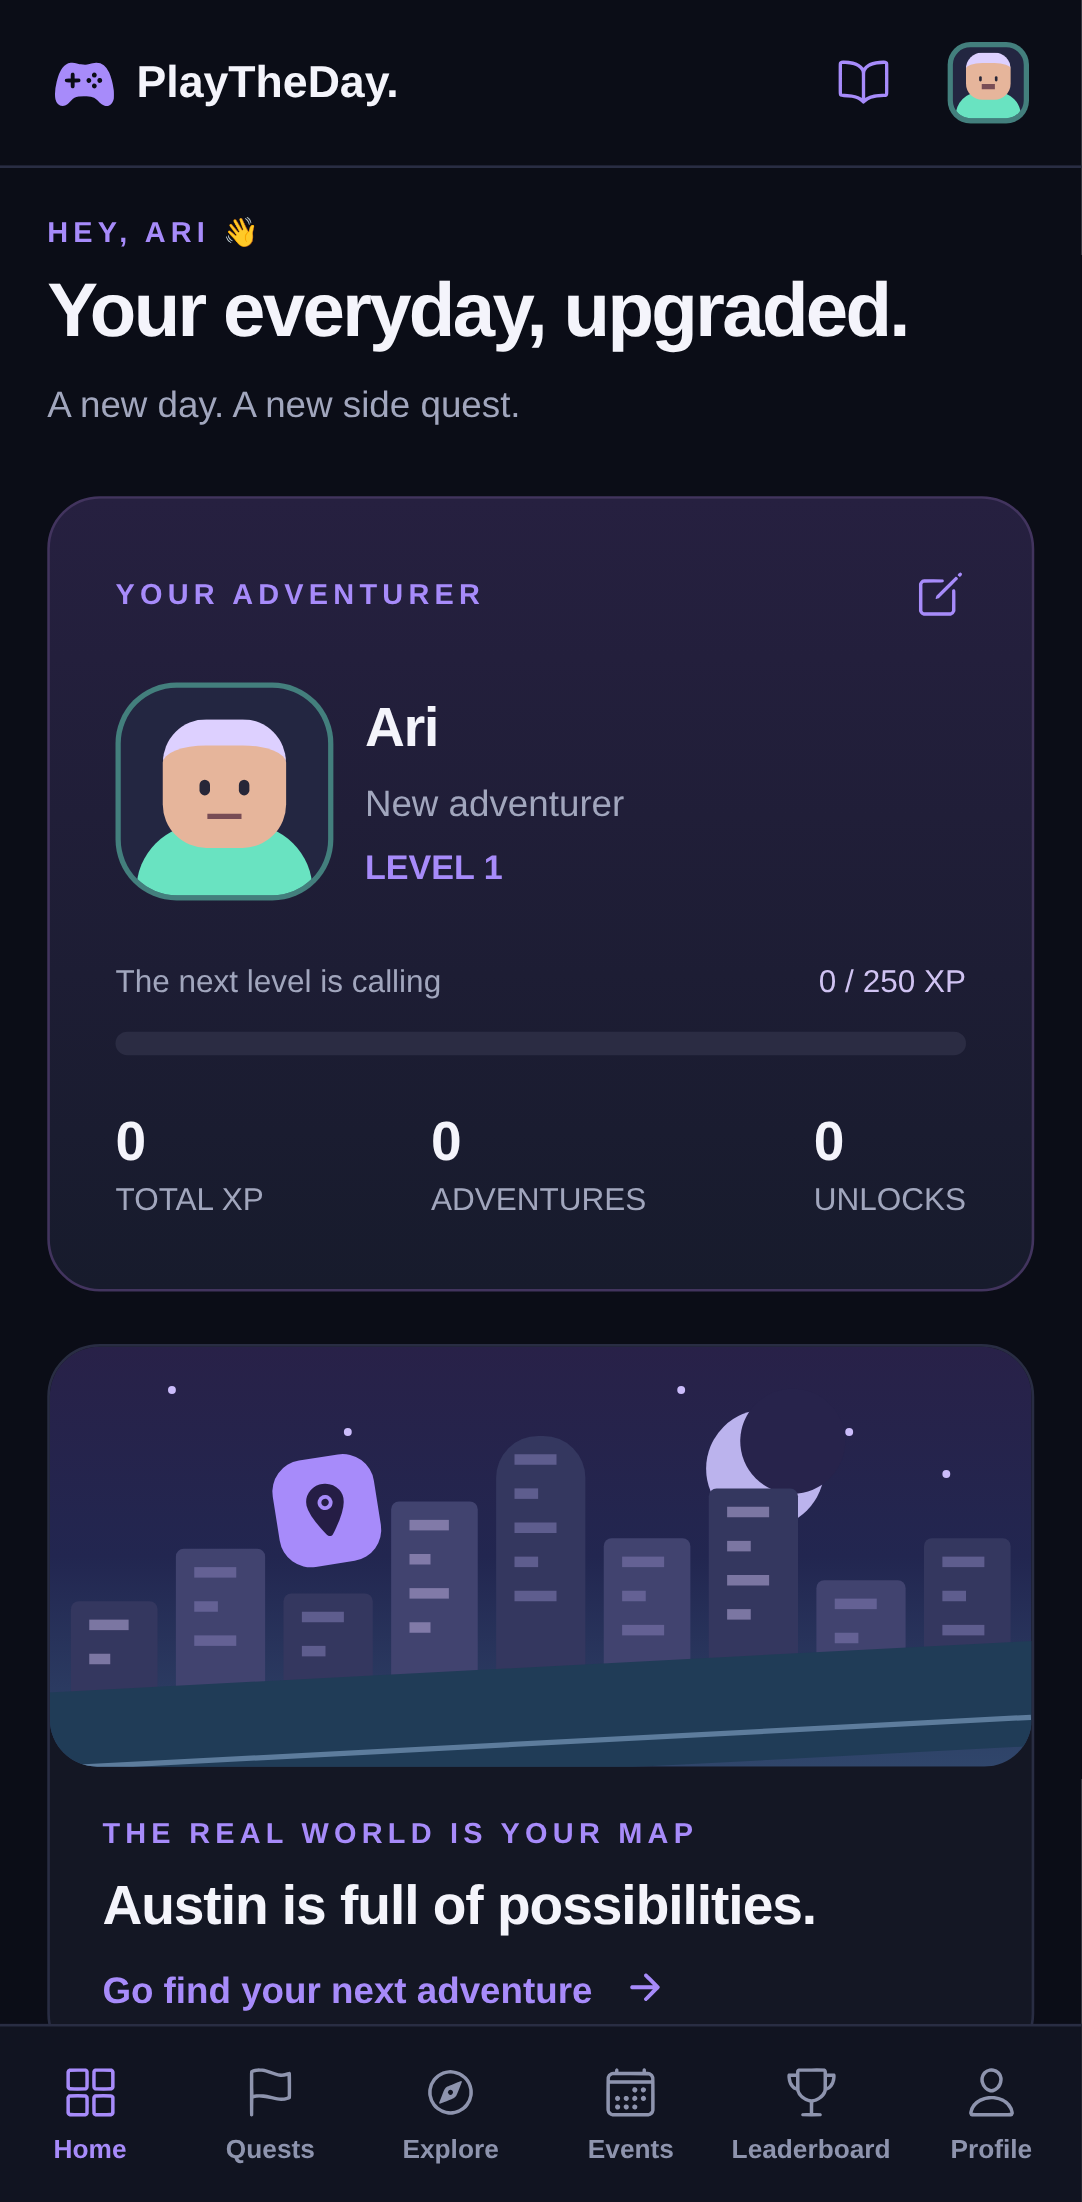 PlayTheDay.
HEY, ARI 👋
Your everyday, upgraded.
A new day. A new side quest.
YOUR ADVENTURER
Ari
New adventurer
LEVEL 1
The next level is calling
0 / 250 XP
0
TOTAL XP
0
ADVENTURES
0
UNLOCKS
THE REAL WORLD IS YOUR MAP
Austin is full of possibilities.
Go find your next adventure →
Home
Quests
Explore
Events
Leaderboard
Profile